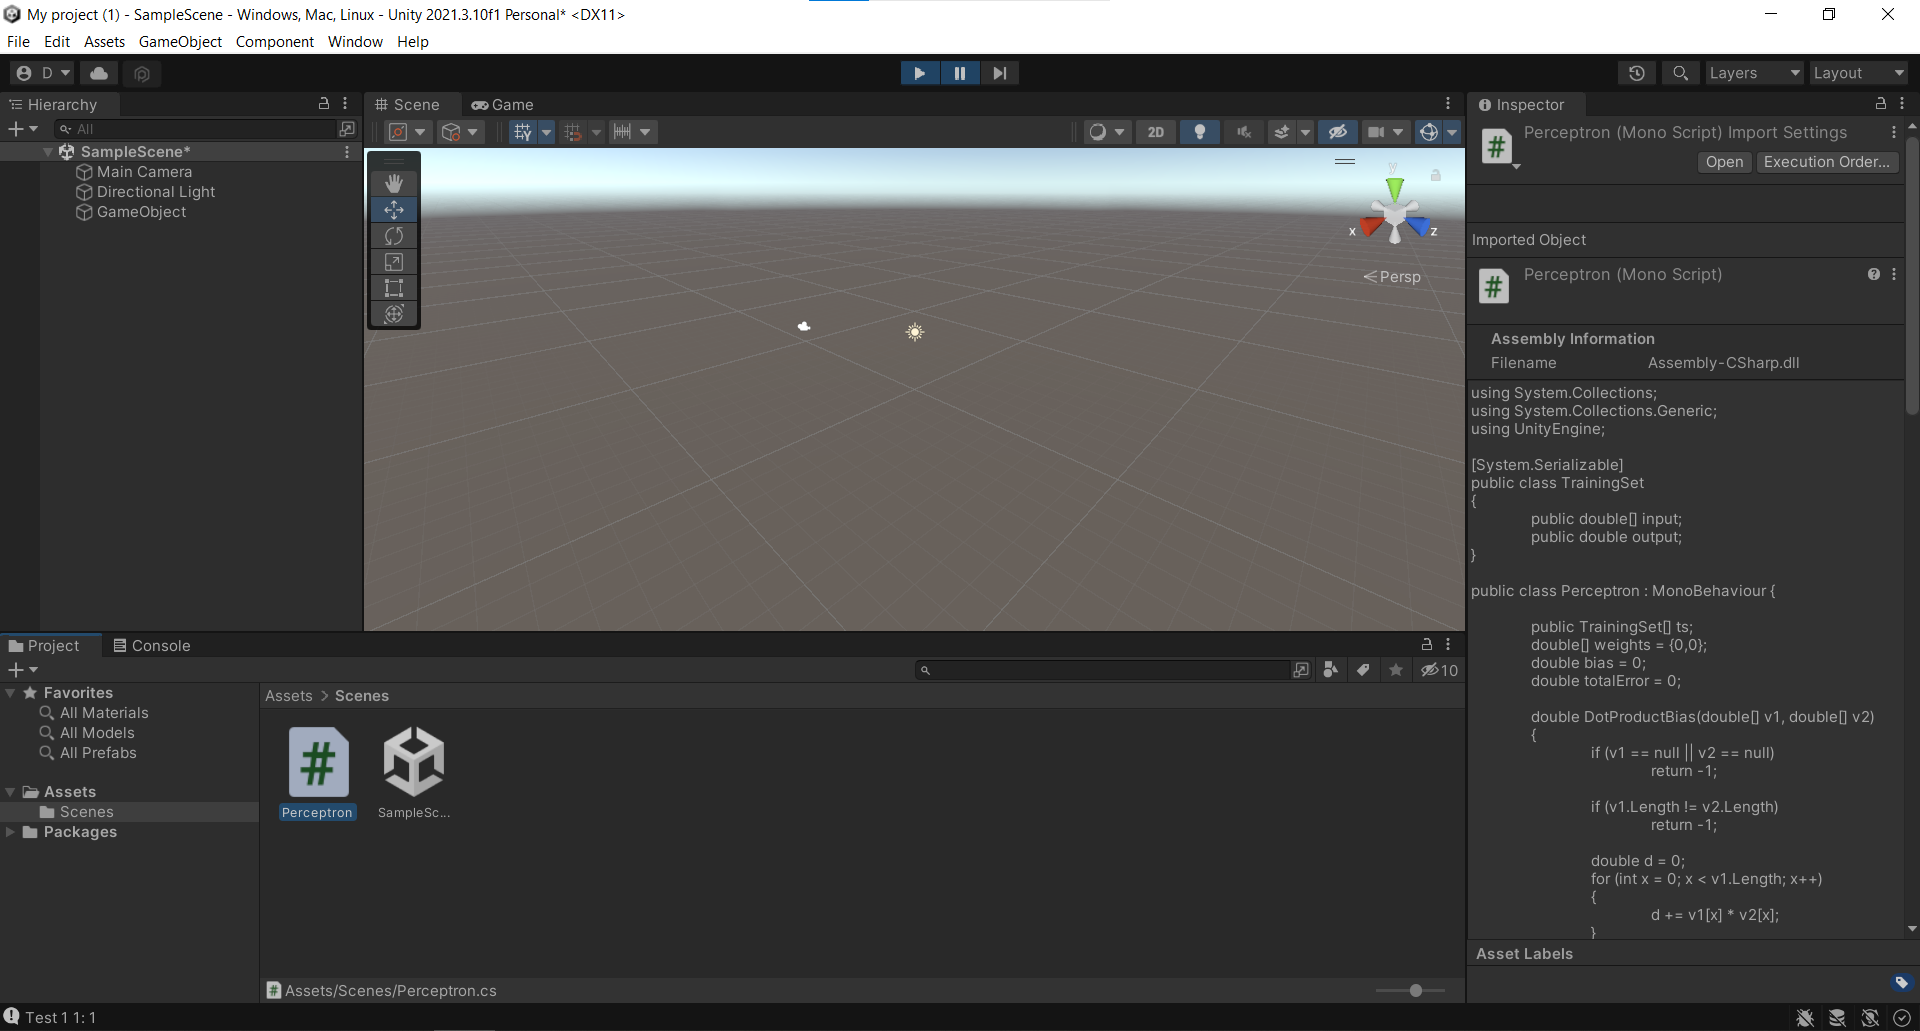 My project (1) - SampleScene - Windows, Mac, Linux - Unity 2021.3.10f1 Personal* <DX11>
File Edit Assets GameObject Component Window Help
D Layers Layout
Hierarchy
All
SampleScene*
Main Camera
Directional Light
GameObject
Scene Game
2D
y
x
z
Persp
Inspector
Perceptron (Mono Script) Import Settings
Open Execution Order...
Imported Object
Perceptron (Mono Script)
Assembly Information
Filename Assembly-CSharp.dll
using System.Collections;
using System.Collections.Generic;
using UnityEngine;
[System.Serializable]
public class TrainingSet
{
public double[] input;
public double output;
}
public class Perceptron : MonoBehaviour {
public TrainingSet[] ts;
double[] weights = {0,0};
double bias = 0;
double totalError = 0;
double DotProductBias(double[] v1, double[] v2)
{
if (v1 == null || v2 == null)
return -1;
if (v1.Length != v2.Length)
return -1;
double d = 0;
for (int x = 0; x < v1.Length; x++)
{
d += v1[x] * v2[x];
}
Asset Labels
Project Console
10
Favorites
All Materials
All Models
All Prefabs
Assets
Scenes
Packages
Assets > Scenes
Perceptron
SampleSc...
Assets/Scenes/Perceptron.cs
Test 1 1: 1